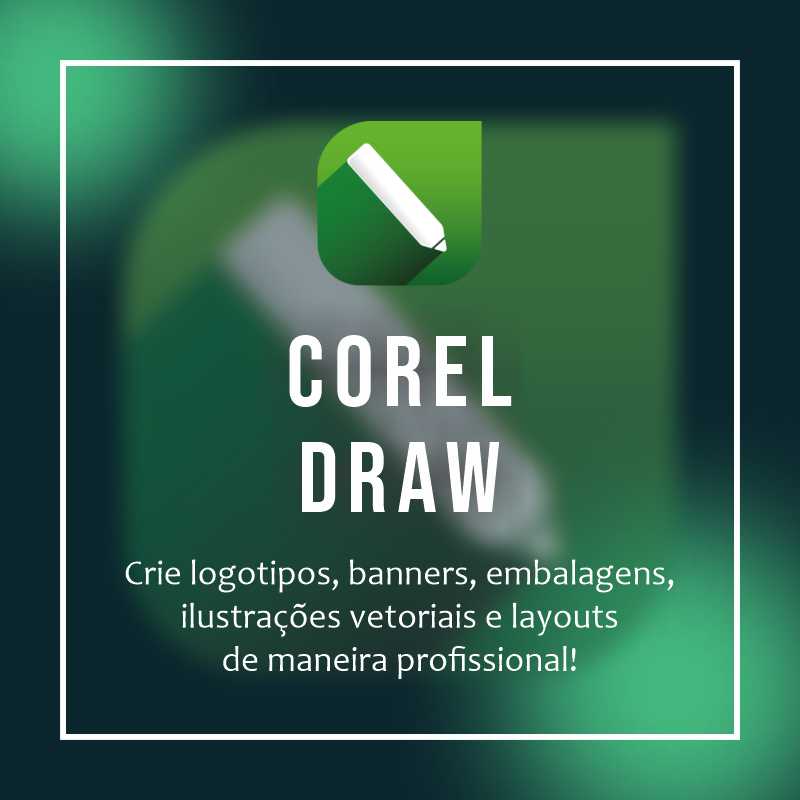 COREL
DRAW
Crie logotipos, banners, embalagens,
ilustrações vetoriais e layouts
de maneira profissional!